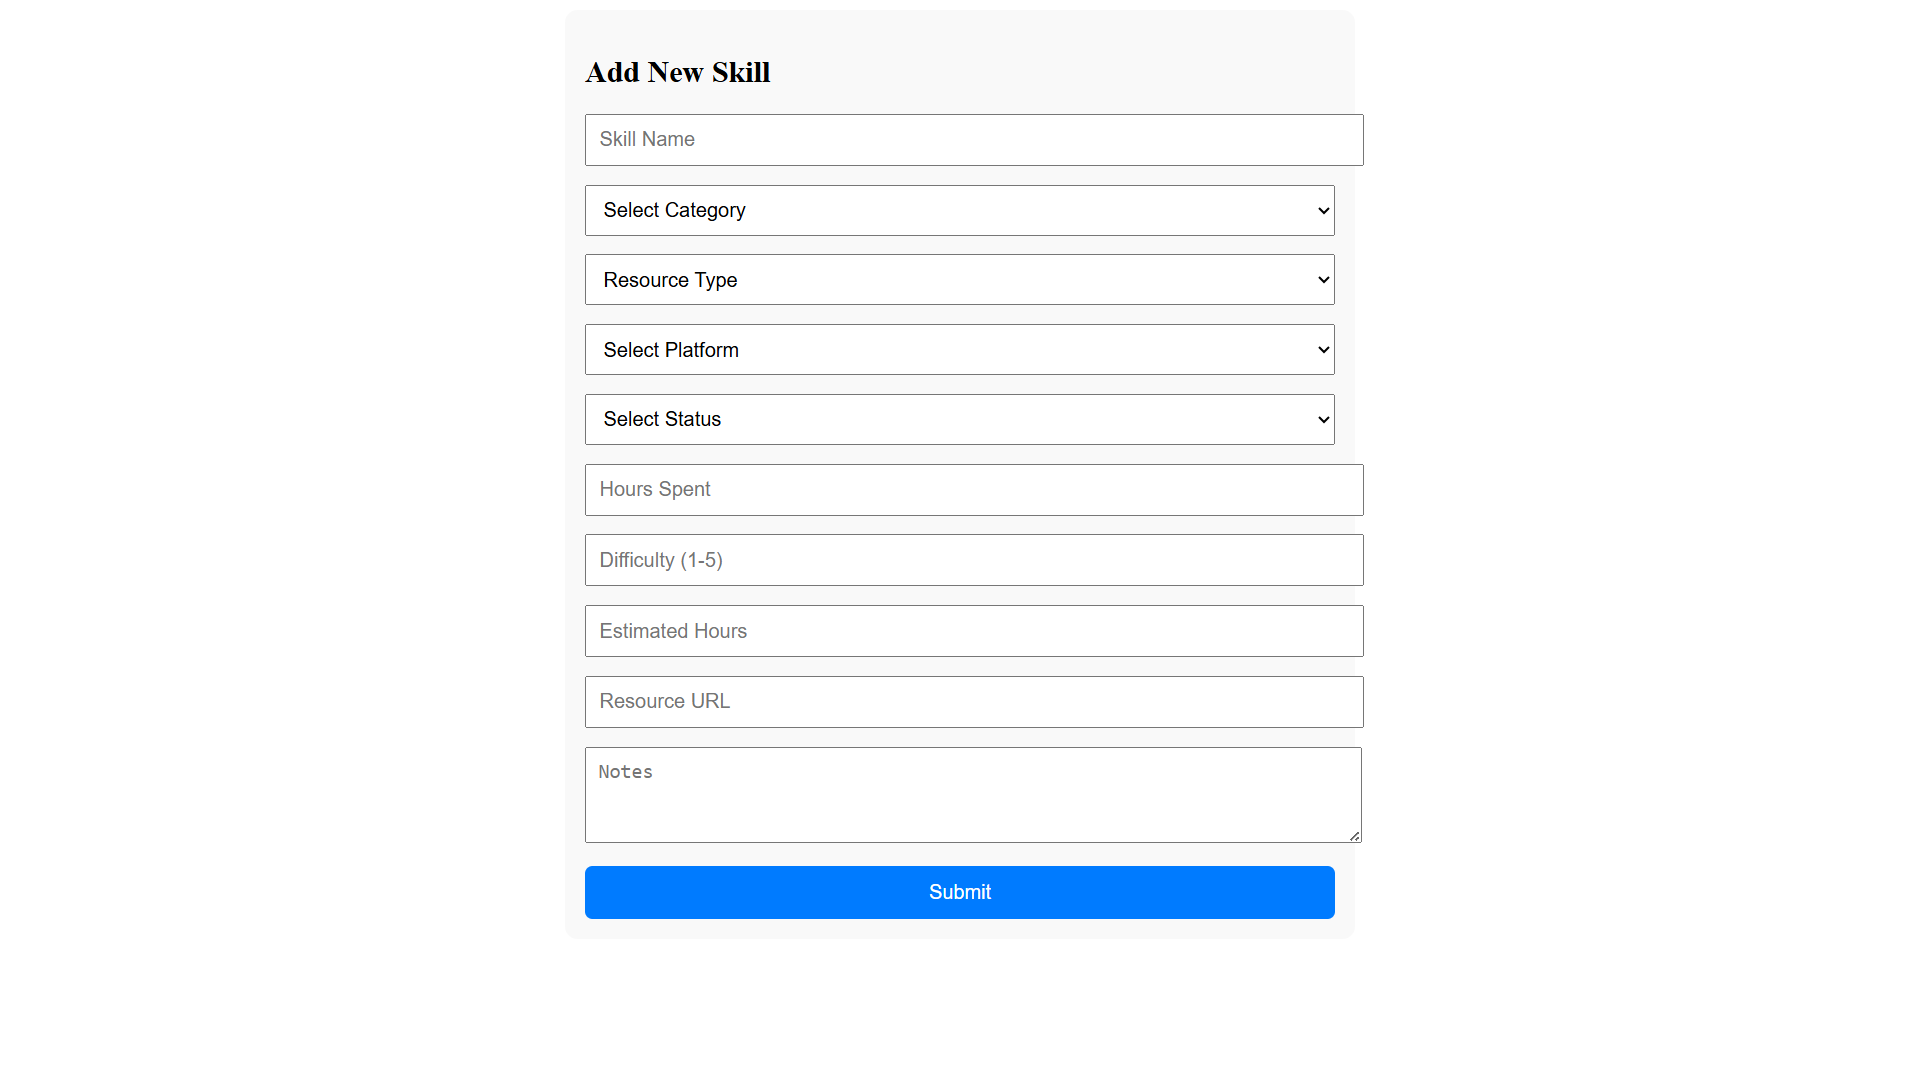 Add New Skill
Skill Name
Select Category
Resource Type
Select Platform
Select Status
Hours Spent
Difficulty (1-5)
Estimated Hours
Resource URL
Notes
Submit